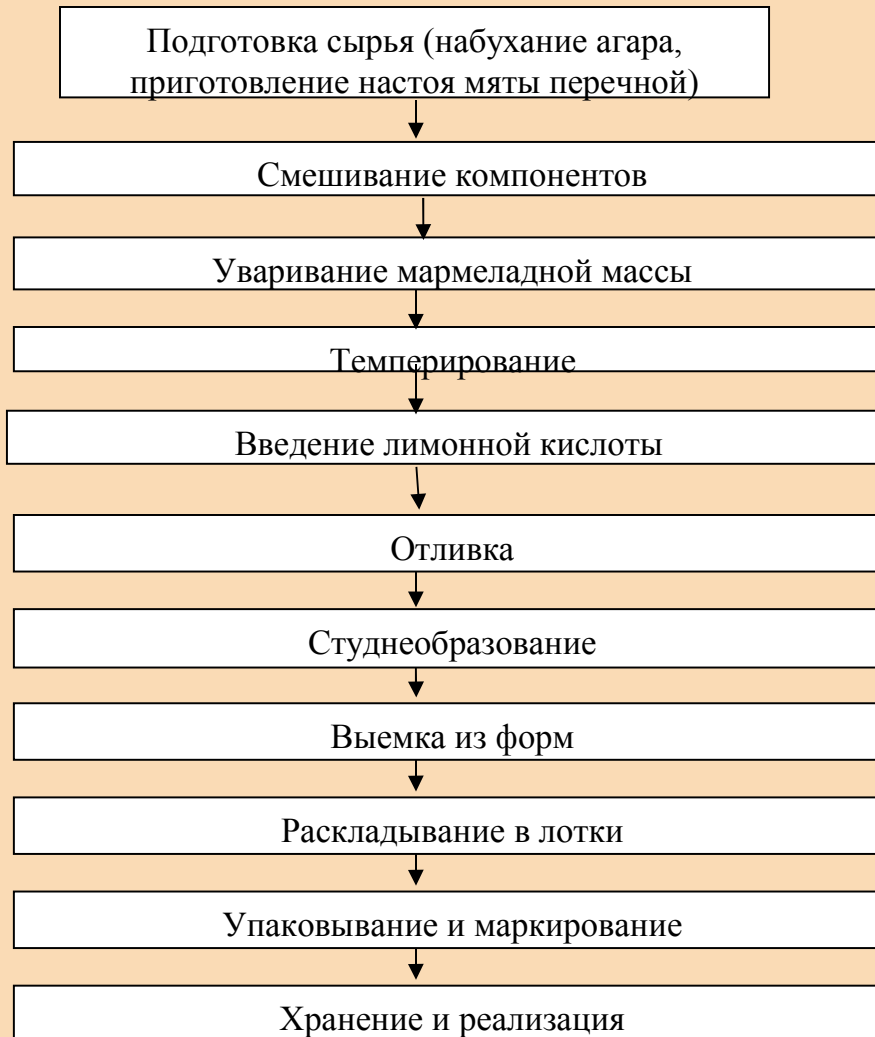 Подготовка сырья (набухание агара,
приготовление настоя мяты перечной)
Смешивание компонентов
Уваривание мармеладной массы
Темперирование
Введение лимонной кислоты
Отливка
Студнеобразование
Выемка из форм
Раскладывание в лотки
Упаковывание и маркирование
Хранение и реализация